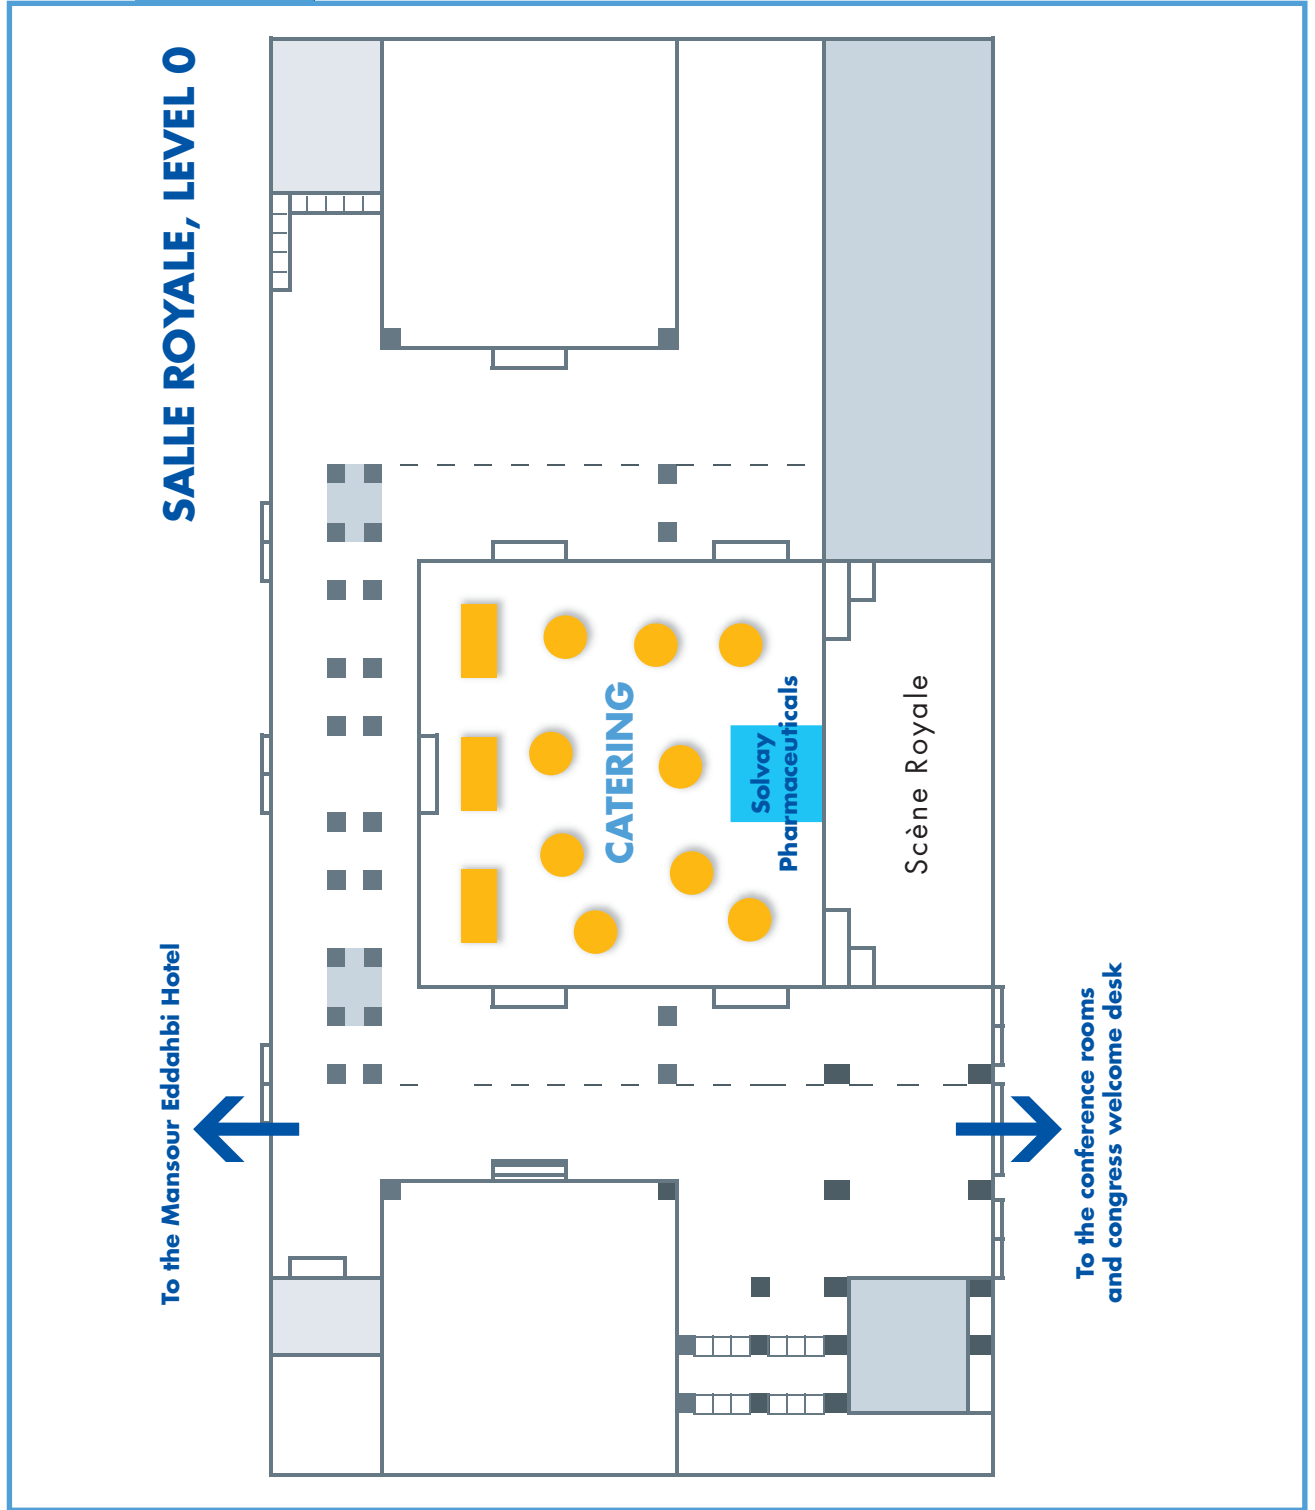 SALLE ROYALE, LEVEL 0
CATERING
Solvay
Pharmaceuticals
Scène Royale
To the Mansour Eddahbi Hotel
To the conference rooms
and congress welcome desk